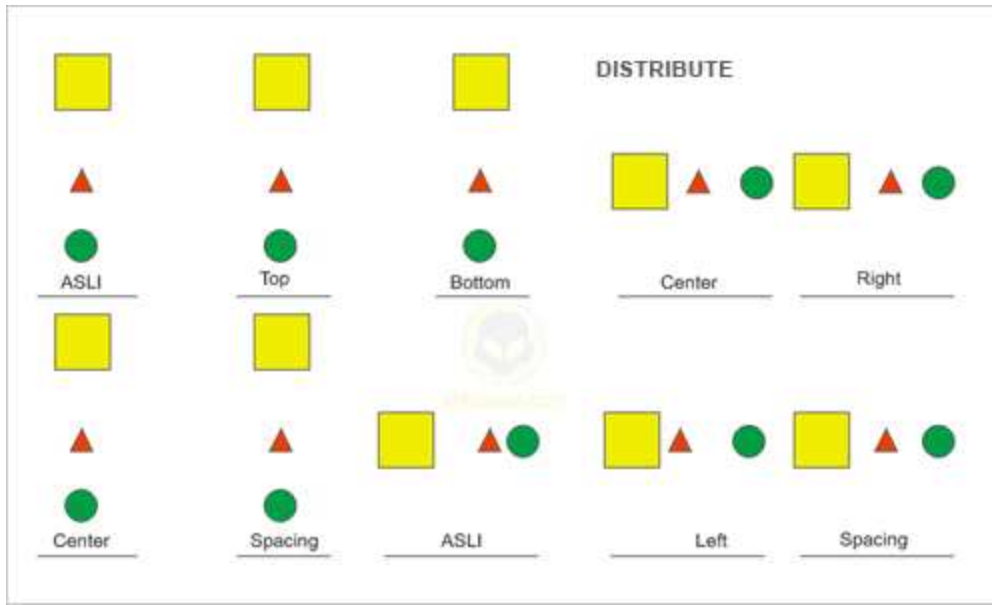 DISTRIBUTE
ASLI
Top
Bottom
Center
Right
Center
Spacing
ASLI
Left
Spacing